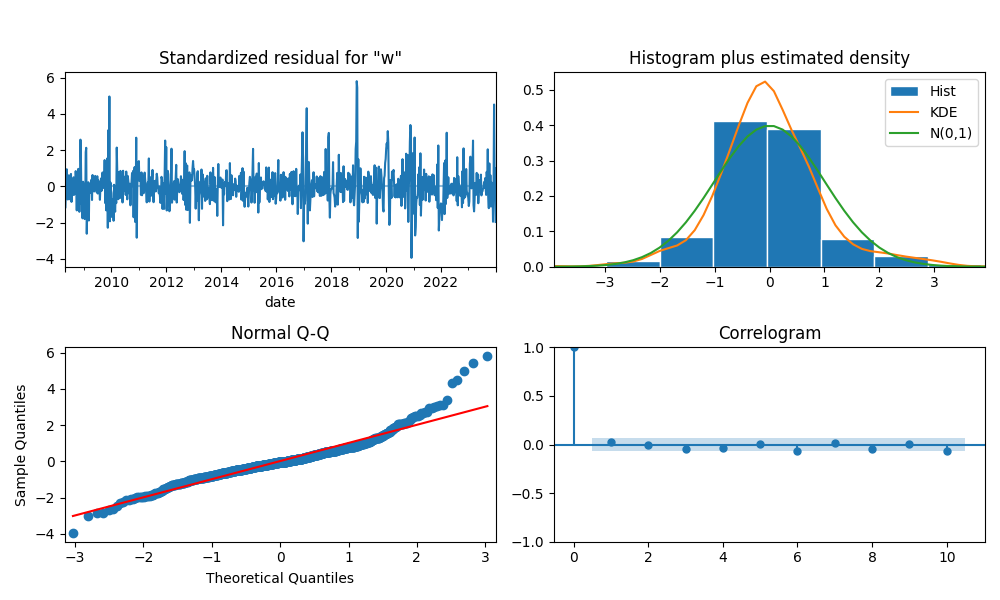 Standardized residual for "w"
6
4
2
0
−2
−4
2010 2012 2014 2016 2018 2020 2022
date
Histogram plus estimated density
0.5
0.4
0.3
0.2
0.1
0.0
−3 −2 −1 0 1 2 3
Hist
KDE
N(0,1)
Normal Q-Q
Sample Quantiles
6
4
2
0
−2
−4
−3 −2 −1 0 1 2 3
Theoretical Quantiles
Correlogram
1.0
0.5
0.0
−0.5
−1.0
0 2 4 6 8 10